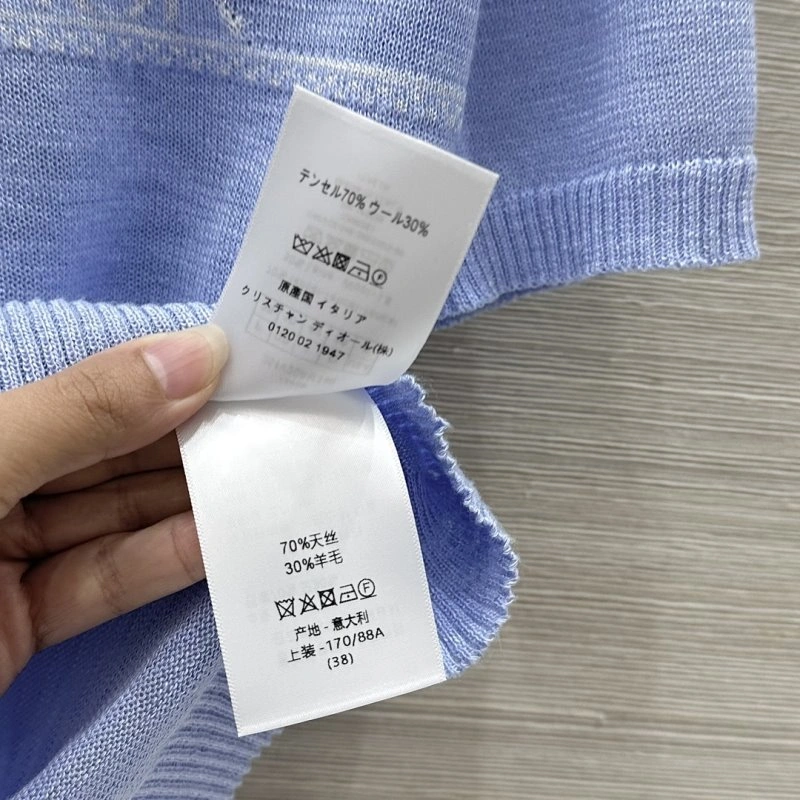 テンセル70% ウール30%
原産国 イタリア
クリスチャン ディオール(株)
0120 02 1947
70%天丝
30%羊毛
F
产地 - 意大利
上装 -170/88A
(38)